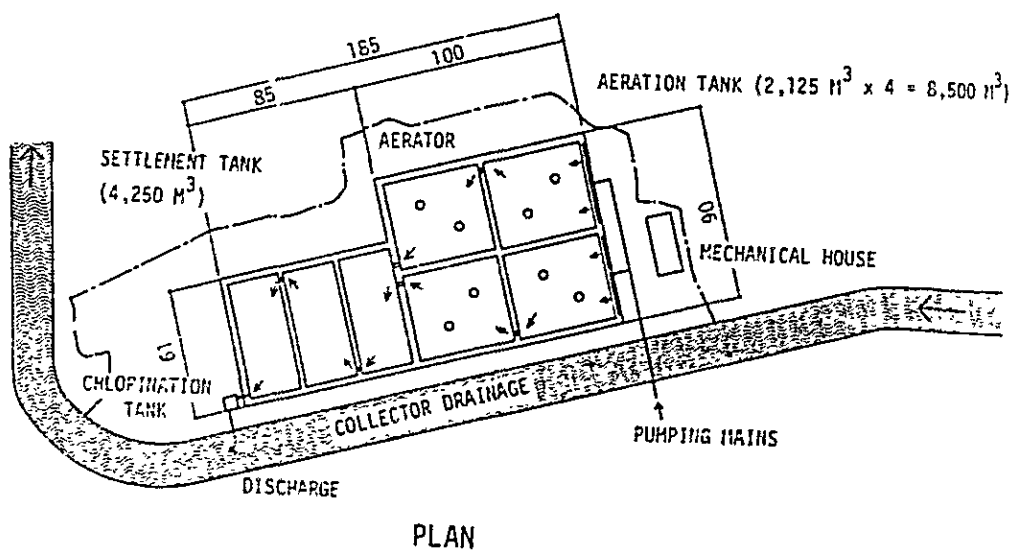 185
85
100
AERATION TANK (2,125 M³ x 4 = 8,500 M³)
AERATOR
SETTLEMENT TANK
(4,250 M³)
90
MECHANICAL HOUSE
61
CHLOPINATION
TANK
COLLECTOR DRAINAGE
PUMPING MAINS
DISCHARGE
PLAN